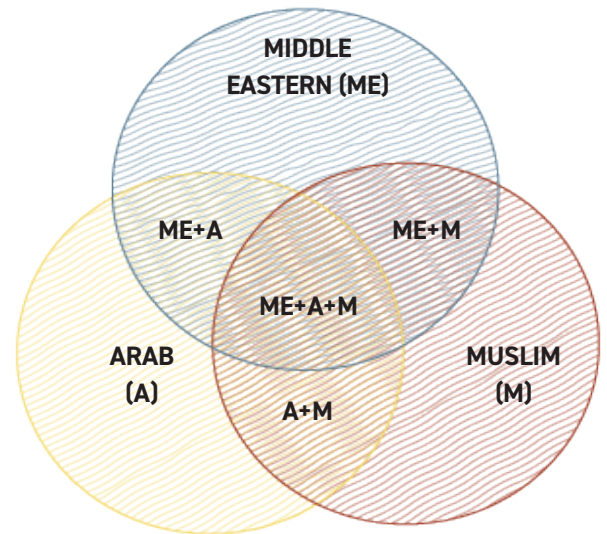 MIDDLE
EASTERN (ME)
ME+A
ME+M
ME+A+M
ARAB
(A)
MUSLIM
(M)
A+M